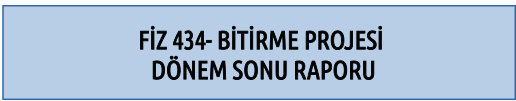 FİZ 434- BİTİRME PROJESİ
DÖNEM SONU RAPORU